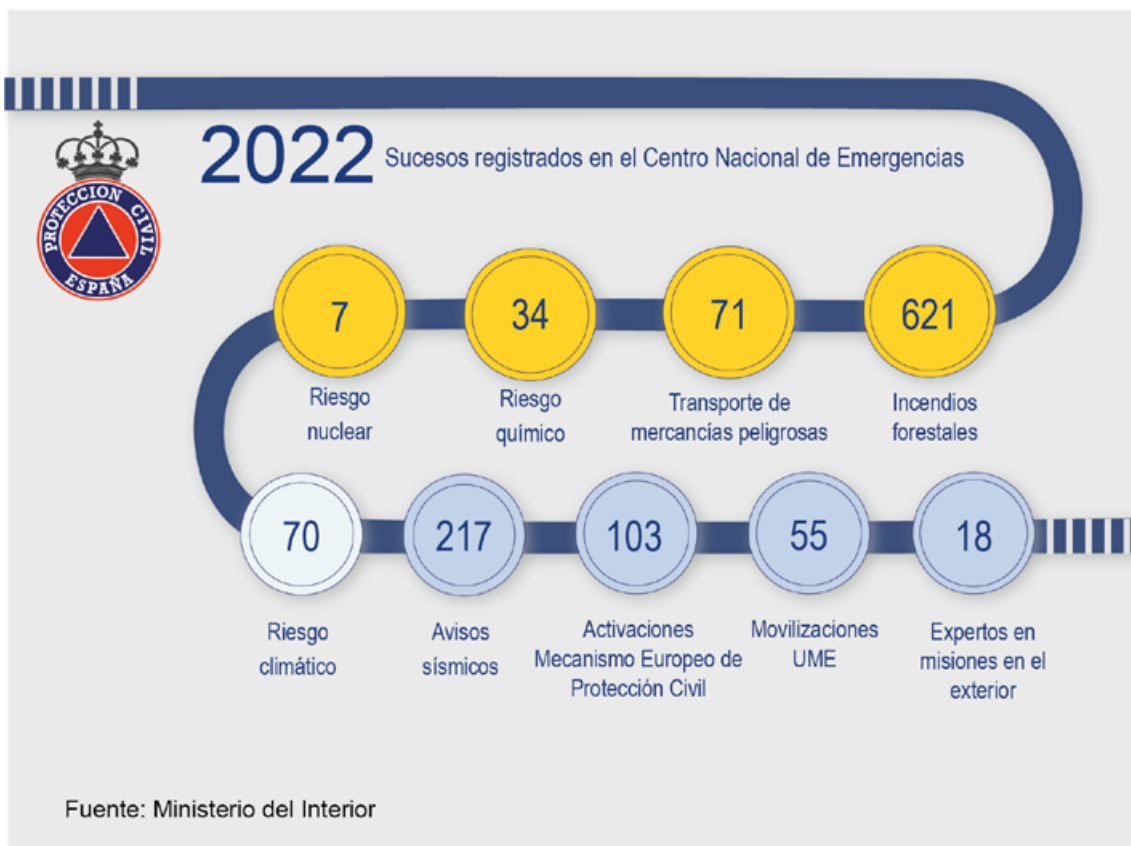 2022 Sucesos registrados en el Centro Nacional de Emergencias
PROTECCION CIVIL
ESPAÑA
7
34
71
621
Riesgo
nuclear
Riesgo
químico
Transporte de
mercancías peligrosas
Incendios
forestales
70
217
103
55
18
Riesgo
climático
Avisos
sísmicos
Activaciones
Mecanismo Europeo de
Protección Civil
Movilizaciones
UME
Expertos en
misiones en el
exterior
Fuente: Ministerio del Interior